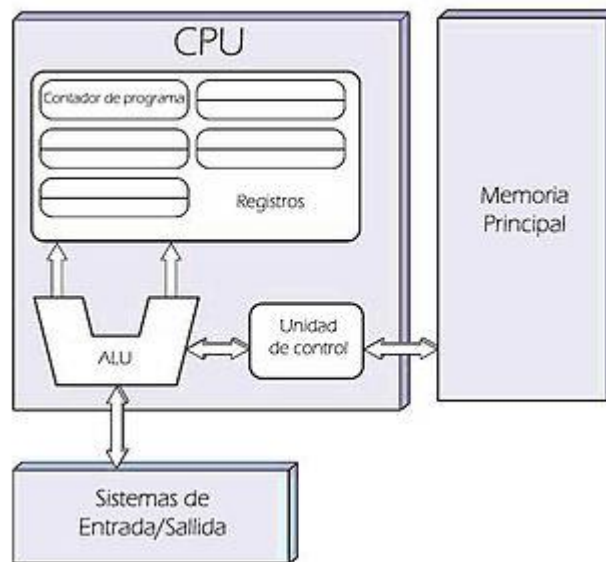 CPU
Contador de programa
Registros
ALU
Unidad
de control
Memoria
Principal
Sistemas de
Entrada/Sallida